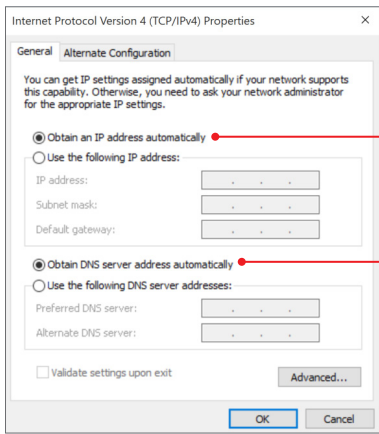 Internet Protocol Version 4 (TCP/IPv4) Properties
General Alternate Configuration
You can get IP settings assigned automatically if your network supports
this capability. Otherwise, you need to ask your network administrator
for the appropriate IP settings.
Obtain an IP address automatically
Use the following IP address:
IP address:
Subnet mask:
Default gateway:
Obtain DNS server address automatically
Use the following DNS server addresses:
Preferred DNS server:
Alternate DNS server:
Validate settings upon exit
Advanced...
OK Cancel